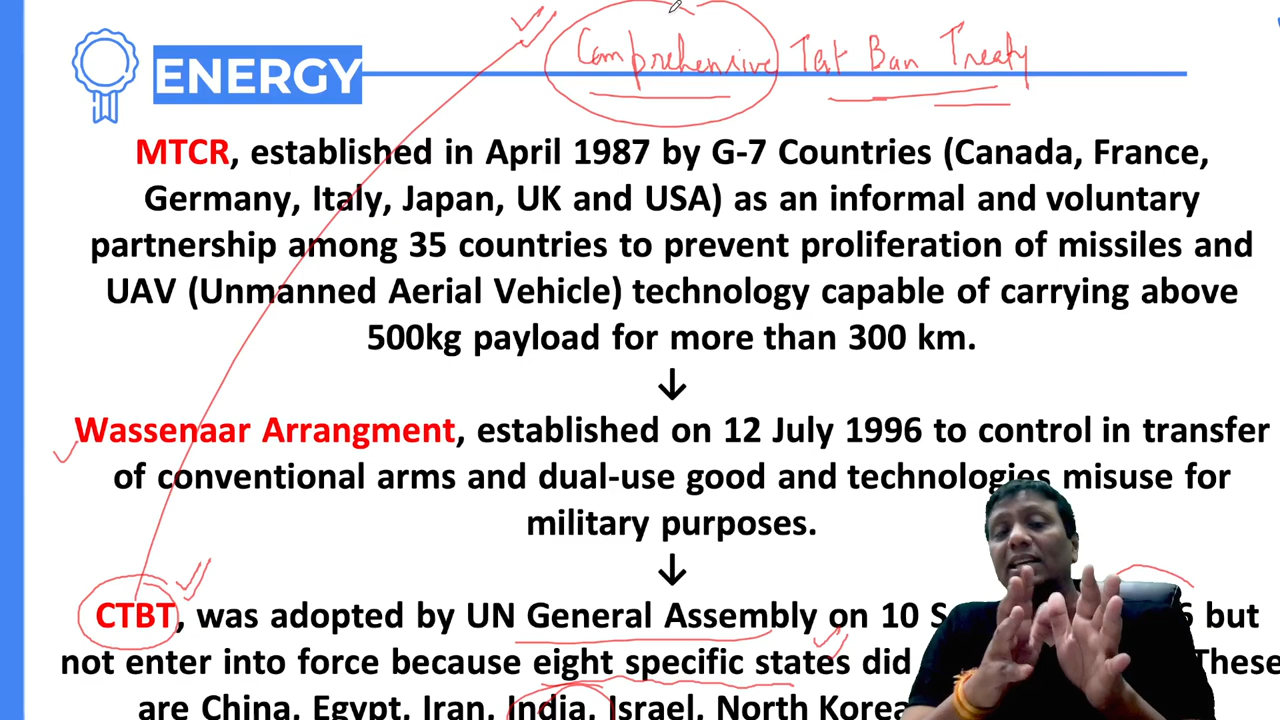 Comprehensive Test Ban Treaty
ENERGY
MTCR, established in April 1987 by G-7 Countries (Canada, France,
Germany, Italy, Japan, UK and USA) as an informal and voluntary
partnership among 35 countries to prevent proliferation of missiles and
UAV (Unmanned Aerial Vehicle) technology capable of carrying above
500kg payload for more than 300 km.
↓
Wassenaar Arrangment, established on 12 July 1996 to control in transfer
of conventional arms and dual-use good and technologies misuse for
military purposes.
↓
CTBT, was adopted by UN General Assembly on 10 S 6 but
not enter into force because eight specific states did These
are China, Egypt, Iran, India, Israel, North Korea